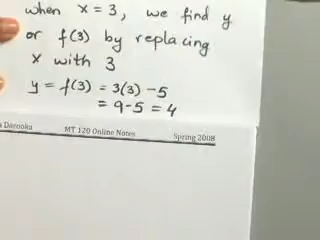 when x = 3, we find y
or f(3) by replacing
x with 3
y = f(3) = 3(3) - 5
= 9 - 5 = 4
MT 120 Online Notes
Spring 2008